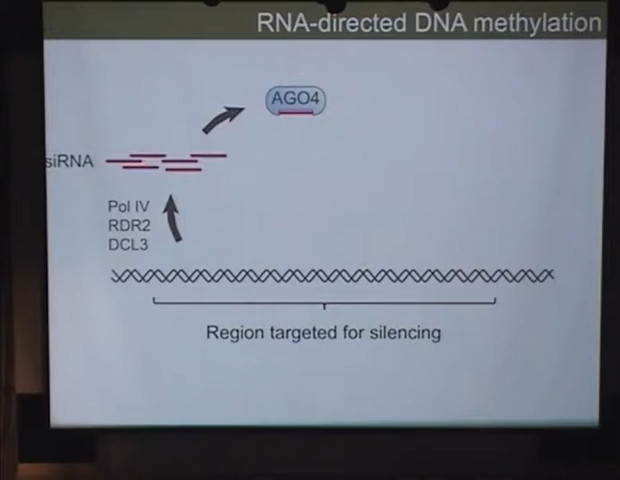 RNA-directed DNA methylation
AGO4
siRNA
Pol IV
RDR2
DCL3
Region targeted for silencing